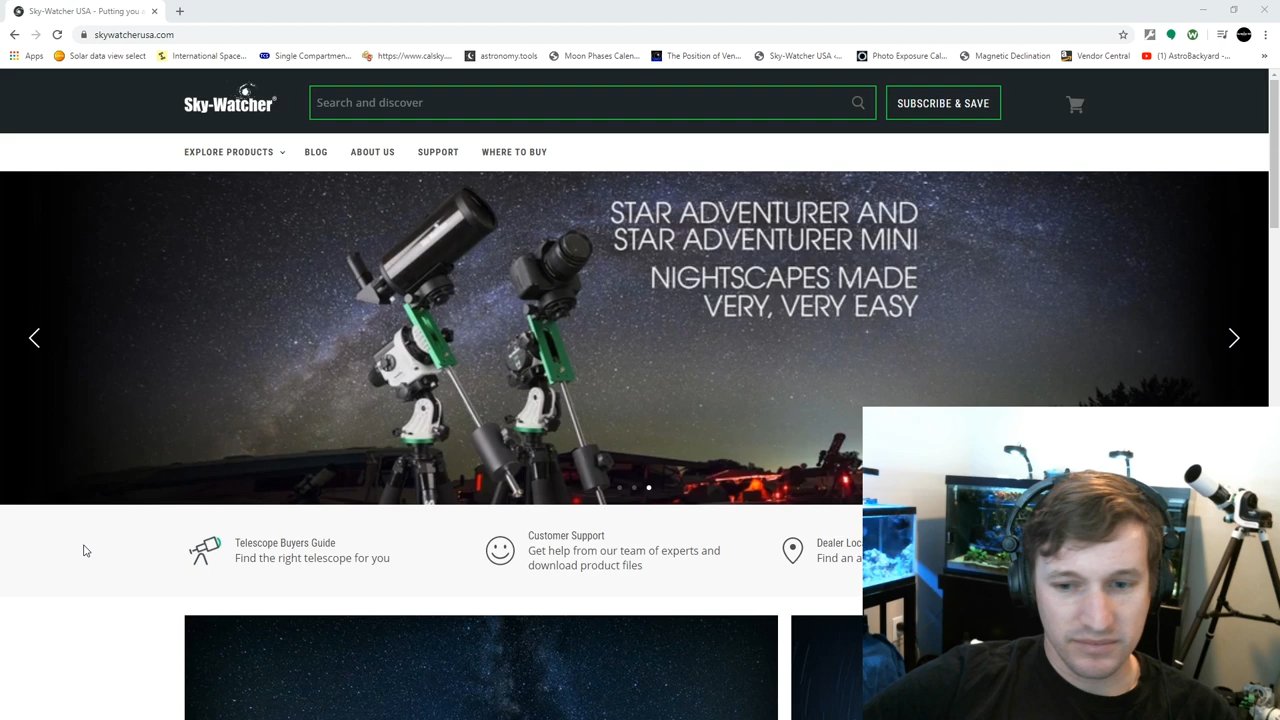 Sky-Watcher USA - Putting you a
skywatcherusa.com
Apps
Solar data view select
International Space...
Single Compartmen...
https://www.calsky....
astronomy.tools
Moon Phases Calen...
The Position of Ven...
Sky-Watcher USA ‹...
Photo Exposure Cal...
Magnetic Declination
Vendor Central
(1) AstroBackyard -...
»
Sky-Watcher®
Search and discover
SUBSCRIBE & SAVE
EXPLORE PRODUCTS
BLOG
ABOUT US
SUPPORT
WHERE TO BUY
STAR ADVENTURER AND
STAR ADVENTURER MINI
NIGHTSCAPES MADE
VERY, VERY EASY
Telescope Buyers Guide
Find the right telescope for you
Customer Support
Get help from our team of experts and
download product files
Dealer Loc
Find an a